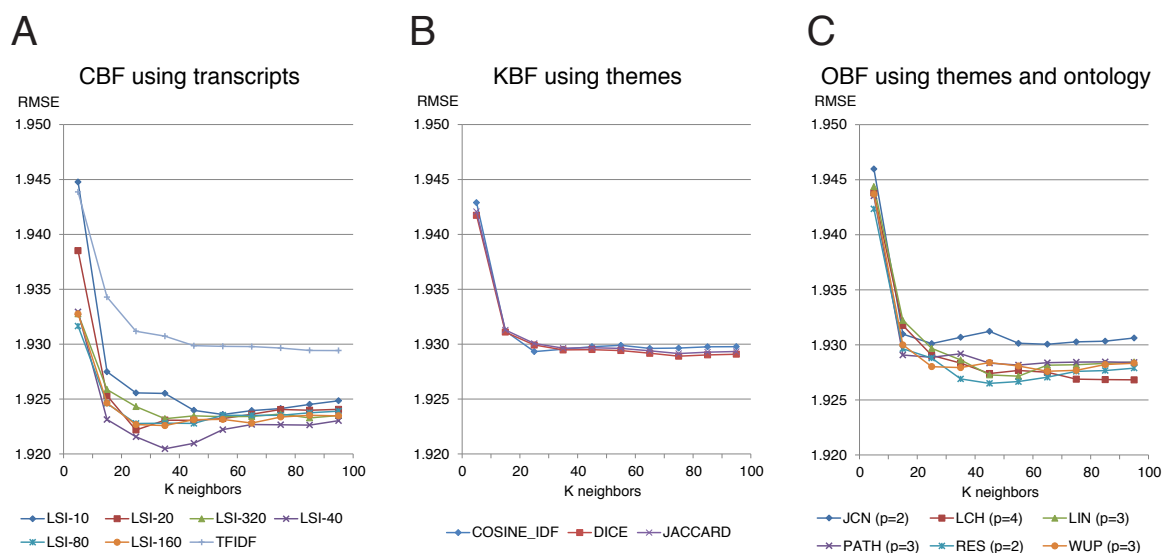 A
CBF using transcripts
RMSE
1.950
1.945
1.940
1.935
1.930
1.925
1.920
0 20 40 60 80 100
K neighbors
LSI-10 LSI-20 LSI-320 LSI-40
LSI-80 LSI-160 TFIDF
B
KBF using themes
RMSE
1.950
1.945
1.940
1.935
1.930
1.925
1.920
0 20 40 60 80 100
K neighbors
COSINE_IDF DICE JACCARD
C
OBF using themes and ontology
RMSE
1.950
1.945
1.940
1.935
1.930
1.925
1.920
0 20 40 60 80 100
K neighbors
JCN (p=2) LCH (p=4) LIN (p=3)
PATH (p=3) RES (p=2) WUP (p=3)